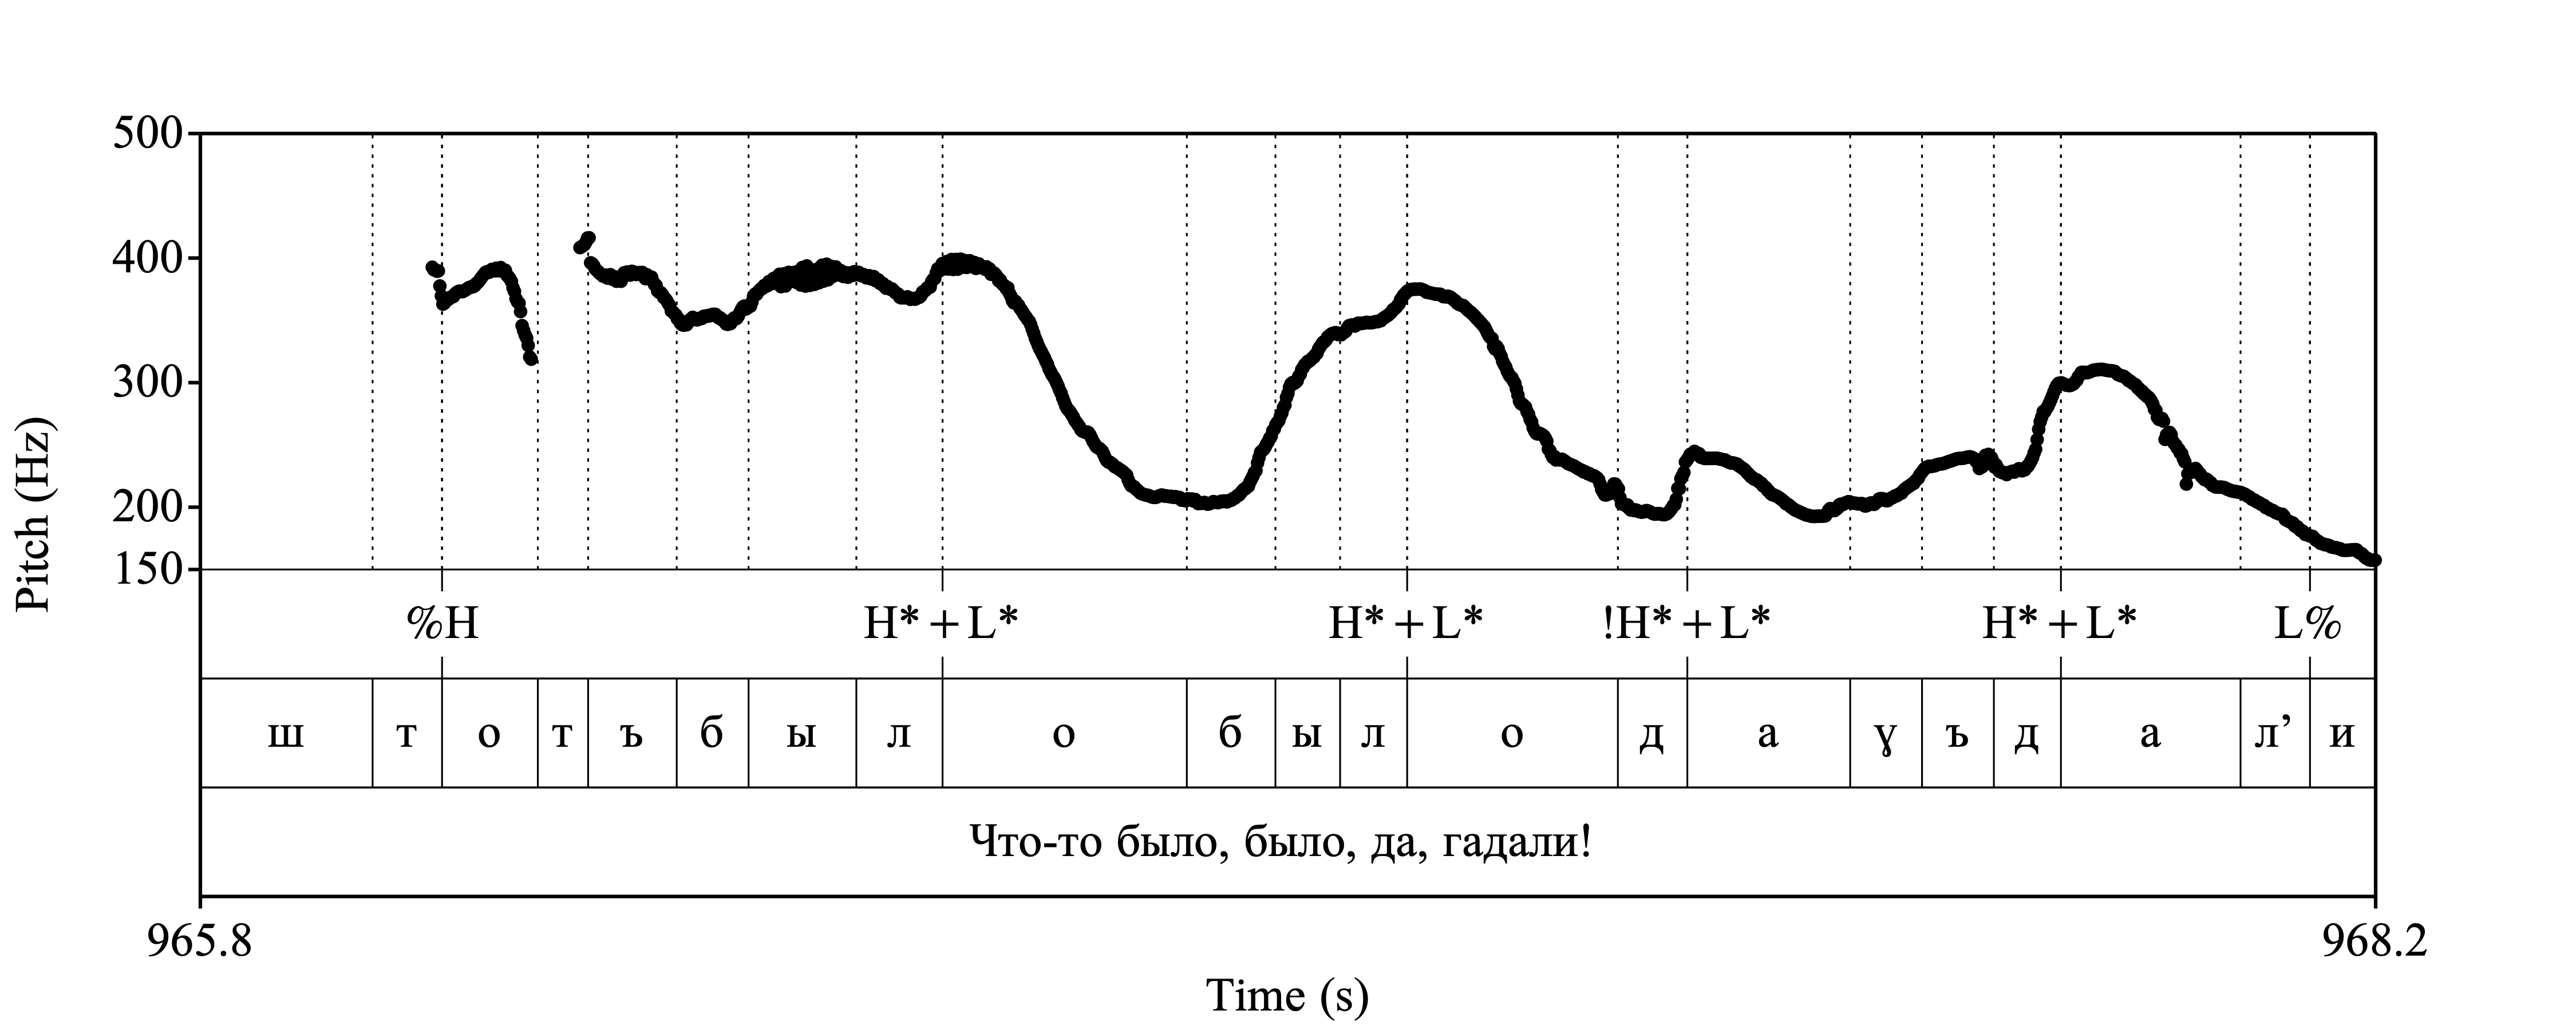 500
400
300
200
150
Pitch (Hz)
%H H*+L* H*+L* !H*+L* H*+L* L%
ш т о т ъ б ы л о б ы л о д а ɣ ъ д а л’ и
Что-то было, было, да, гадали!
965.8 968.2
Time (s)